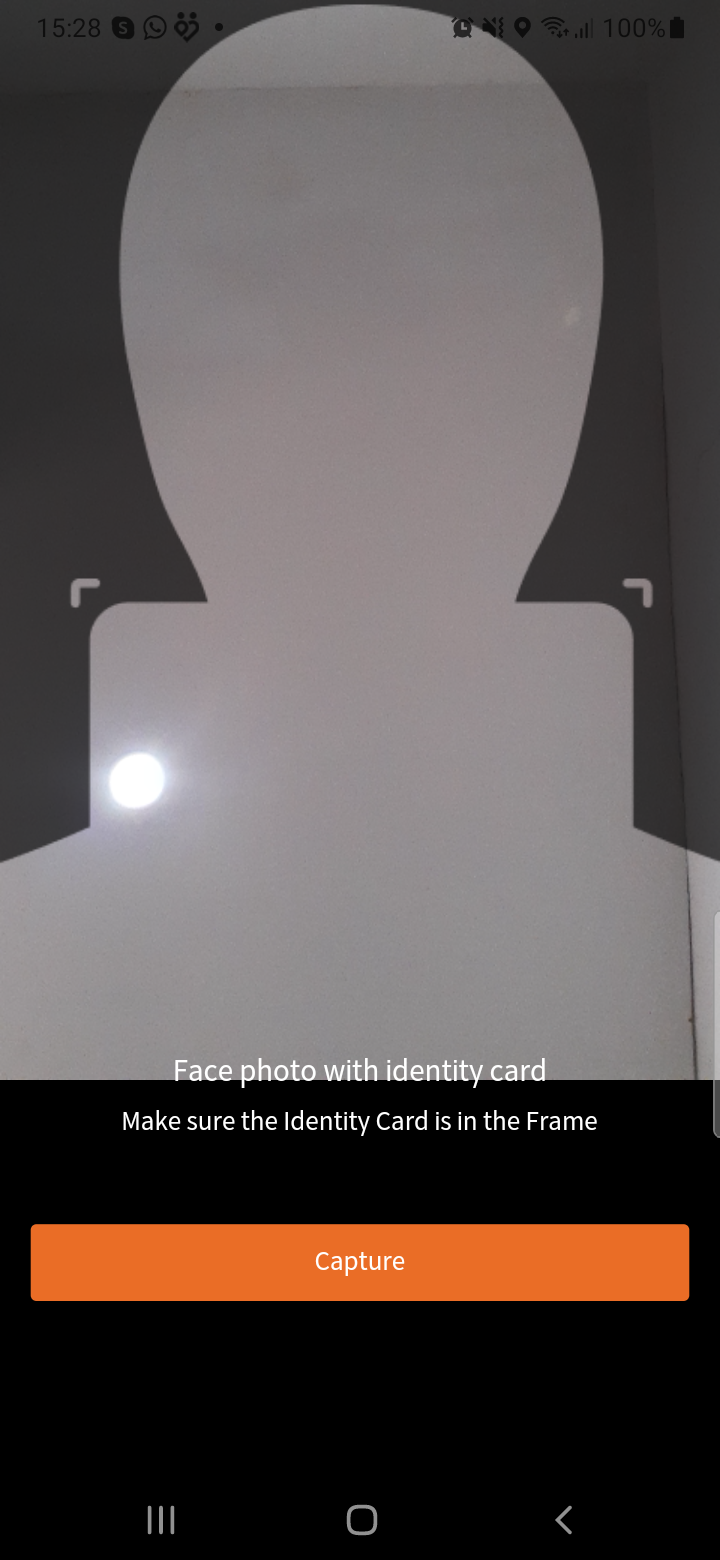 15:28 100%
Face photo with identity card
Make sure the Identity Card is in the Frame
Capture